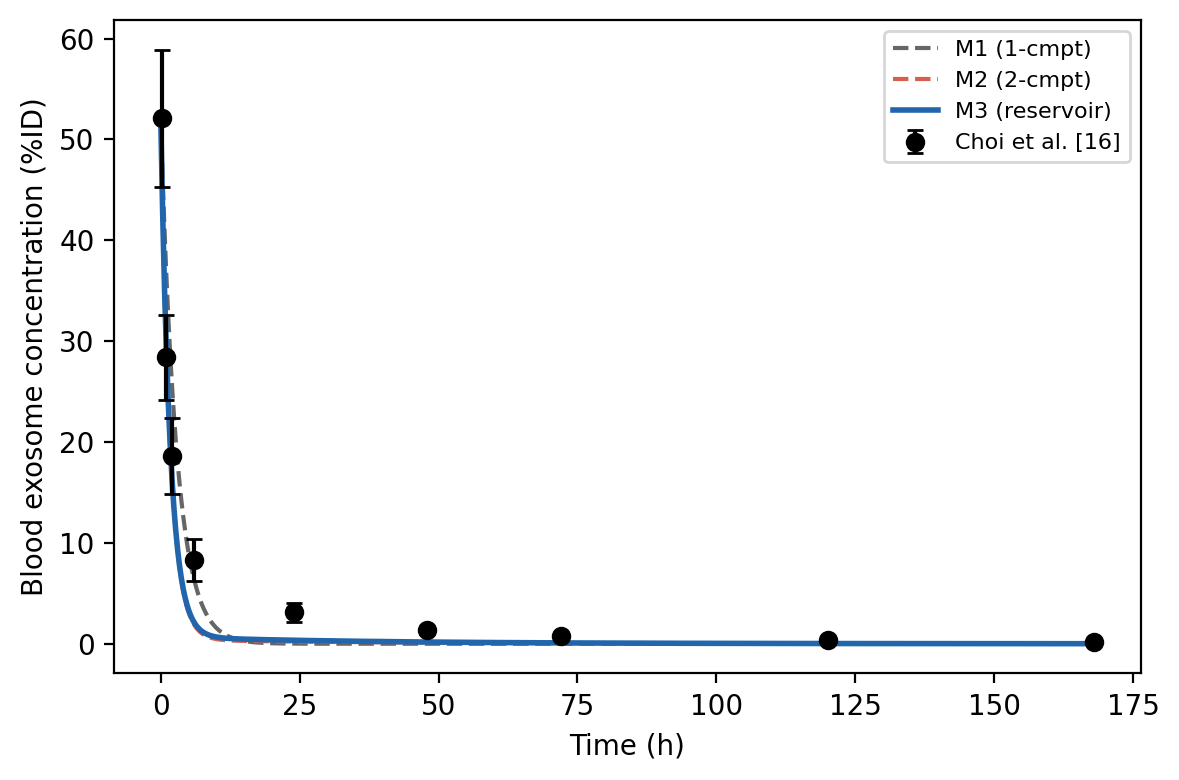 M1 (1-cmpt)
M2 (2-cmpt)
M3 (reservoir)
Choi et al. [16]
Blood exosome concentration (%ID)
60
50
40
30
20
10
0
0 25 50 75 100 125 150 175
Time (h)